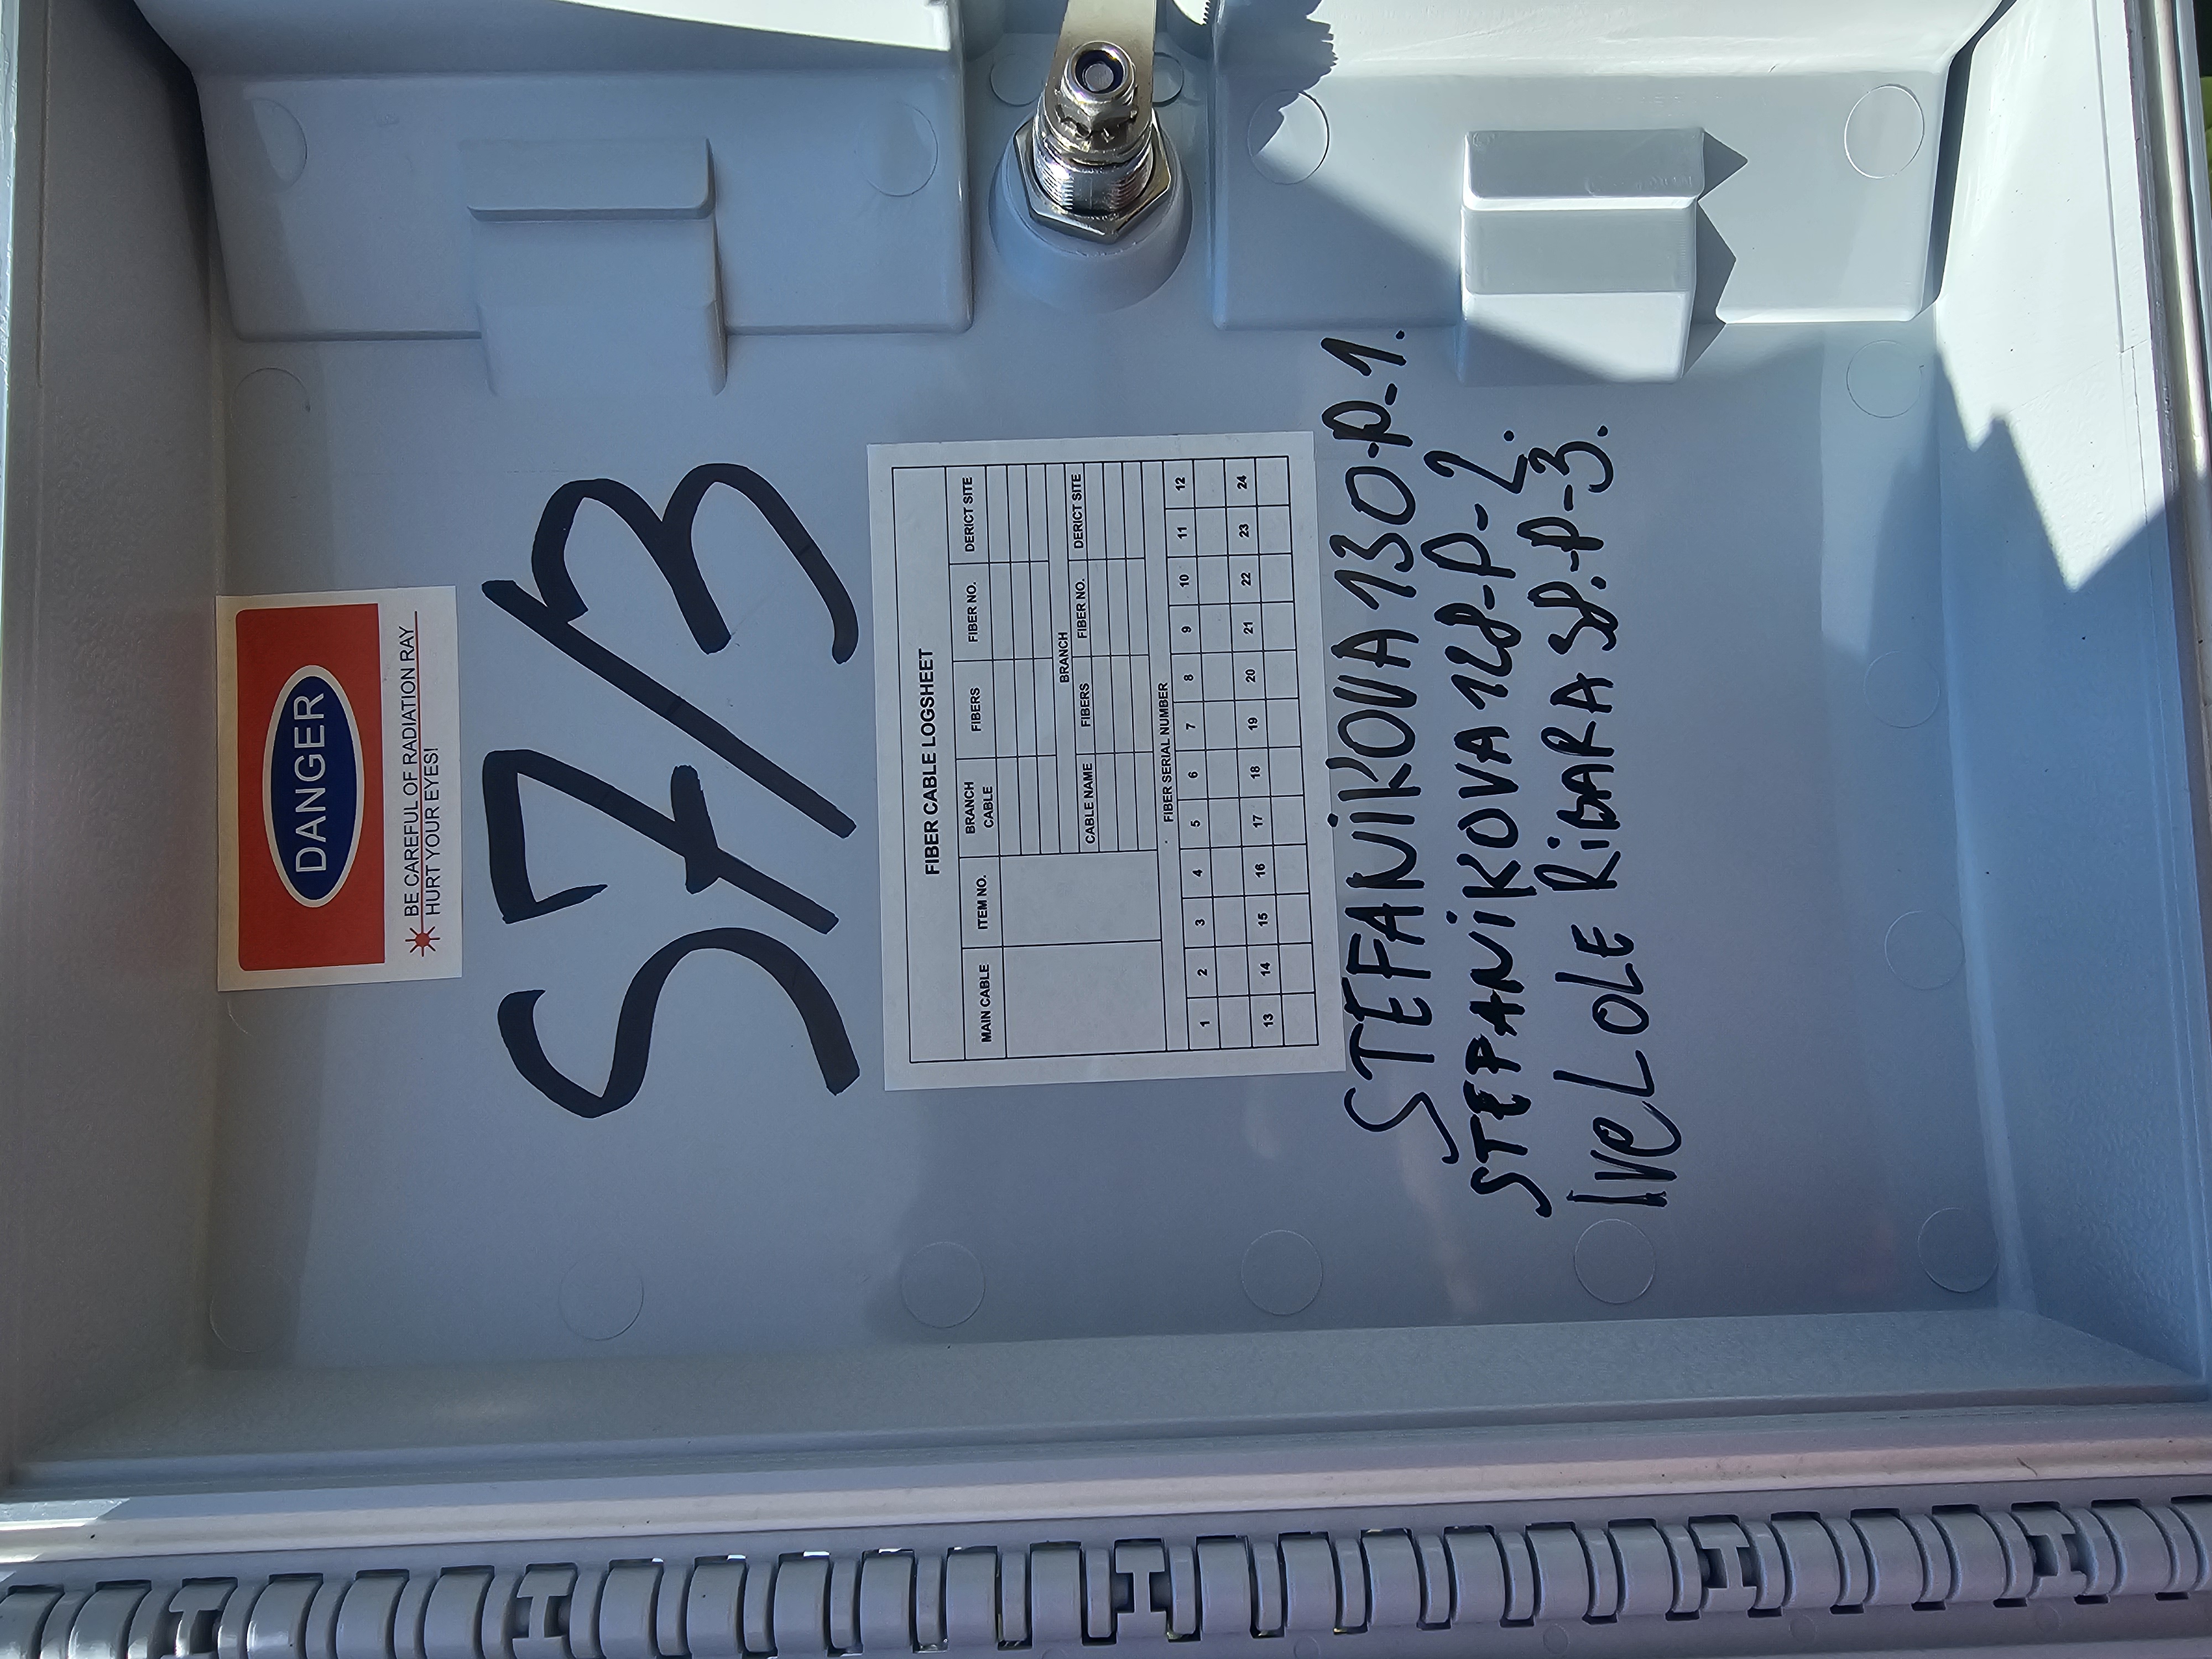 DANGER
BE CAREFUL OF RADIATION RAY
HURT YOUR EYES!
S7/3
FIBER CABLE LOGSHEET
MAIN CABLE ITEM NO. BRANCH CABLE FIBERS FIBER NO. DERICT SITE
BRANCH
CABLE NAME FIBERS FIBER NO. DERICT SITE
FIBER SERIAL NUMBER
1 2 3 4 5 6 7 8 9 10 11 12
13 14 15 16 17 18 19 20 21 22 23 24
STEFANiKOVA 130-P-1.
STEFANiKOVA 128-P-2.
IVe LOLE RiBARA 38.-P-3.